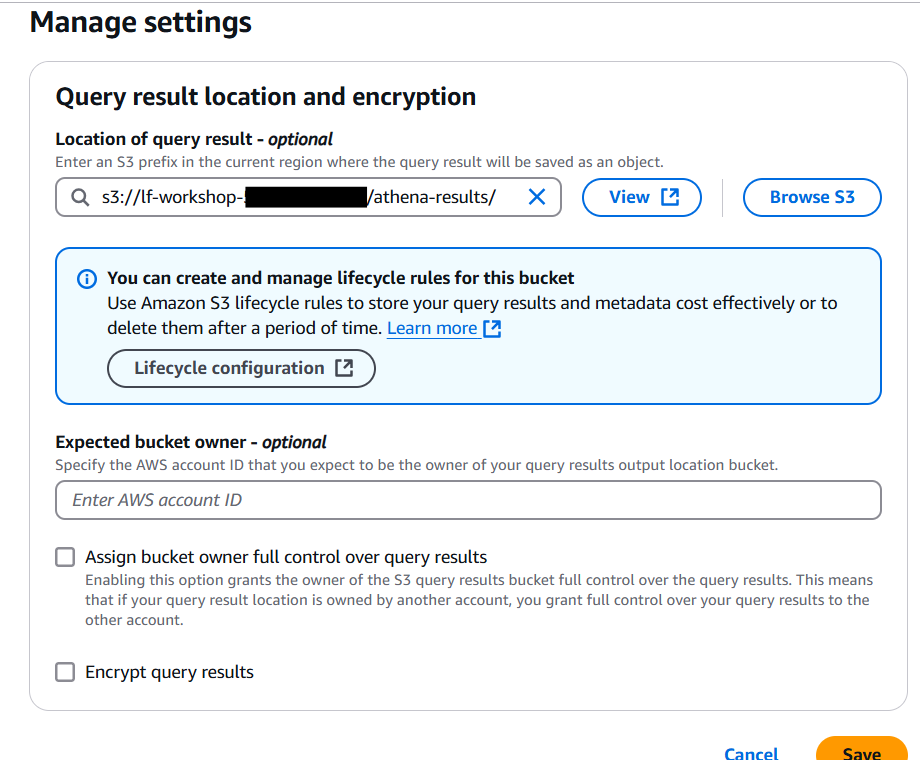 Manage settings
Query result location and encryption
Location of query result - optional
Enter an S3 prefix in the current region where the query result will be saved as an object.
s3://lf-workshop- /athena-results/
View
Browse S3
You can create and manage lifecycle rules for this bucket
Use Amazon S3 lifecycle rules to store your query results and metadata cost effectively or to
delete them after a period of time. Learn more
Lifecycle configuration
Expected bucket owner - optional
Specify the AWS account ID that you expect to be the owner of your query results output location bucket.
Enter AWS account ID
Assign bucket owner full control over query results
Enabling this option grants the owner of the S3 query results bucket full control over the query results. This means
that if your query result location is owned by another account, you grant full control over your query results to the
other account.
Encrypt query results
Cancel
Save